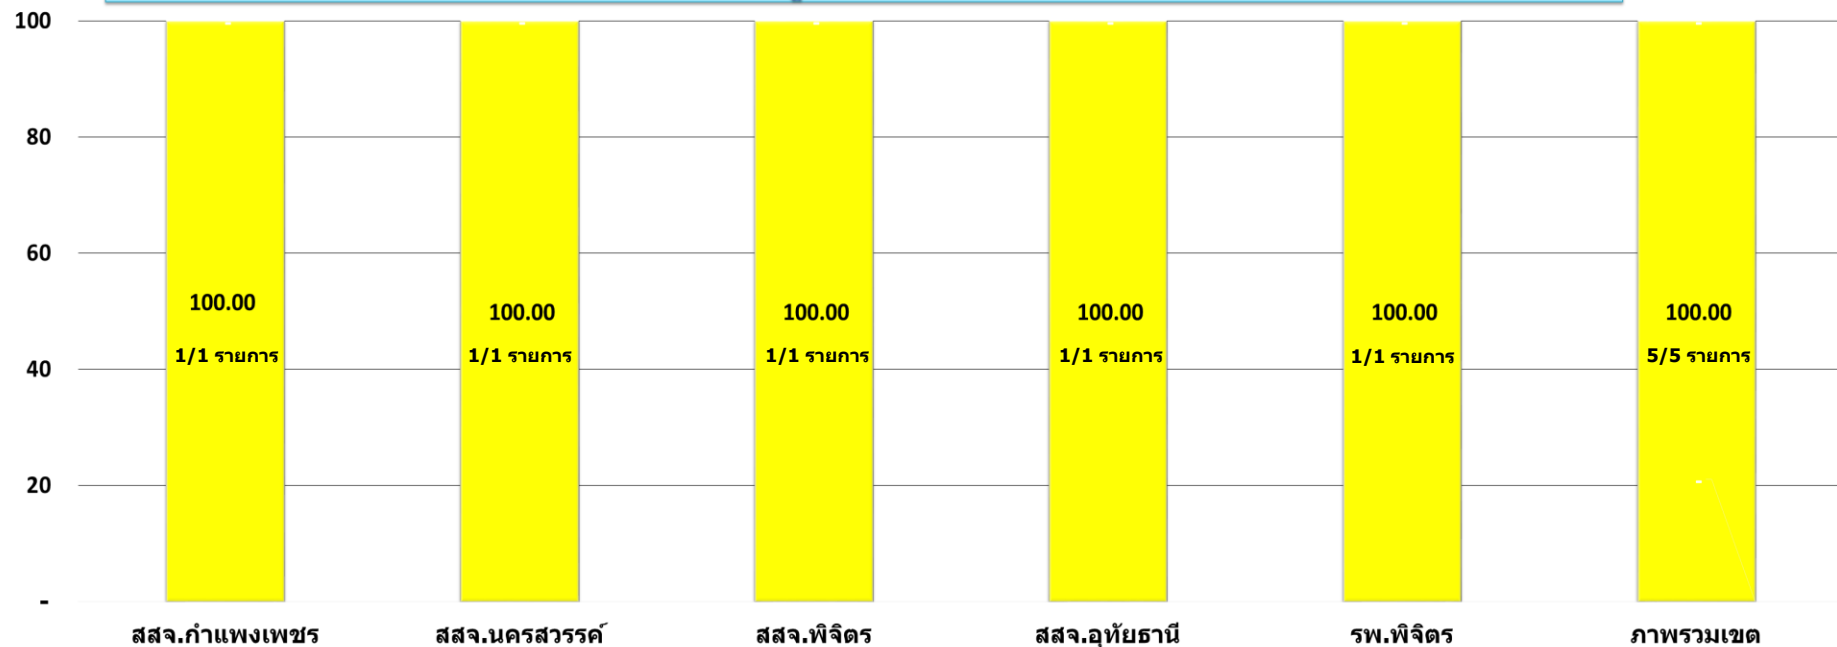 100
80
60
40
20
-
100.00
1/1 รายการ
100.00
1/1 รายการ
100.00
1/1 รายการ
100.00
1/1 รายการ
100.00
1/1 รายการ
100.00
5/5 รายการ
สสจ.กำแพงเพชร
สสจ.นครสวรรค์
สสจ.พิจิตร
สสจ.อุทัยธานี
รพ.พิจิตร
ภาพรวมเขต